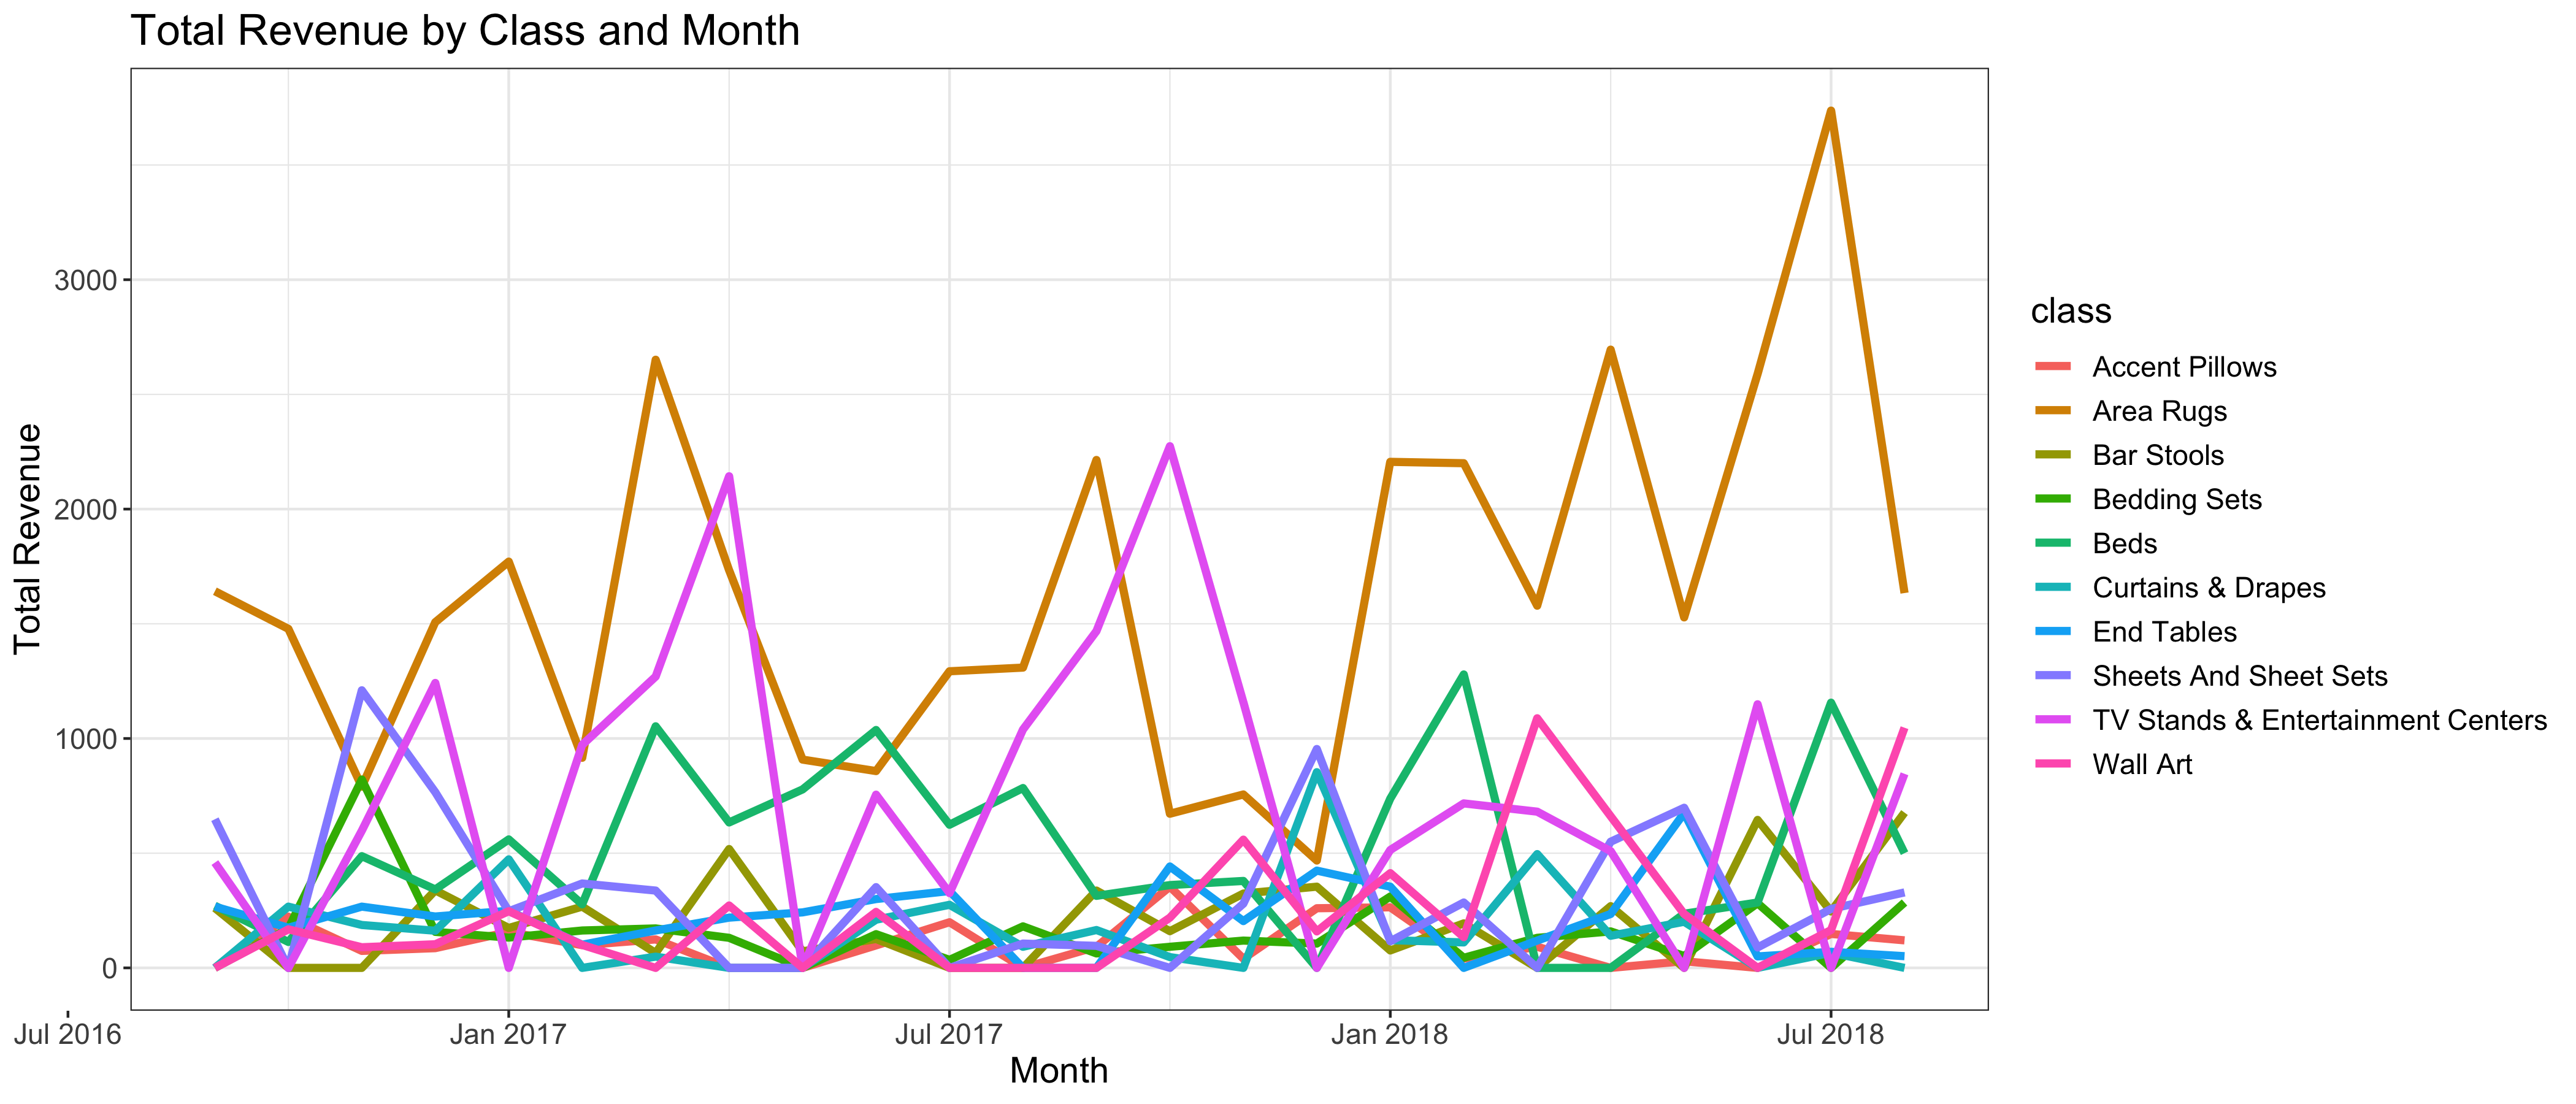 Total Revenue by Class and Month
Total Revenue
3000
2000
1000
0
Jul 2016
Jan 2017
Jul 2017
Jan 2018
Jul 2018
Month
class
Accent Pillows
Area Rugs
Bar Stools
Bedding Sets
Beds
Curtains & Drapes
End Tables
Sheets And Sheet Sets
TV Stands & Entertainment Centers
Wall Art